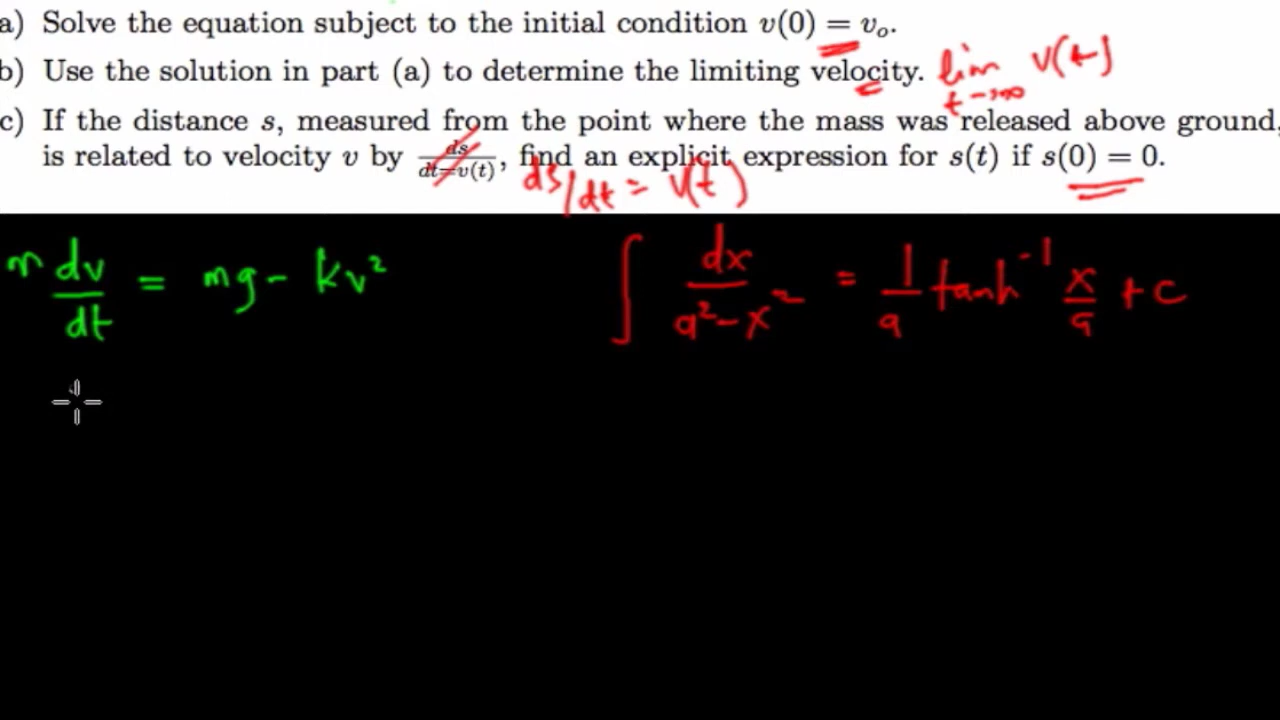 a) Solve the equation subject to the initial condition v(0) = v₀.
b) Use the solution in part (a) to determine the limiting velocity. lim t→∞ v(t)
c) If the distance s, measured from the point where the mass was released above ground,
is related to velocity v by ds/dt=v(t), find an explicit expression for s(t) if s(0) = 0.
ds/dt = v(t)
m dv/dt = mg - kv²
∫ dx/(a² - x²) = 1/a tanh⁻¹ x/a + c